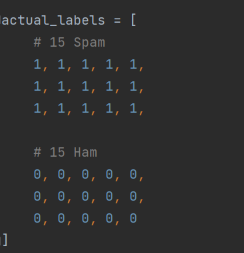 actual_labels = [
# 15 Spam
1, 1, 1, 1, 1,
1, 1, 1, 1, 1,
1, 1, 1, 1, 1,
# 15 Ham
0, 0, 0, 0, 0,
0, 0, 0, 0, 0,
0, 0, 0, 0, 0
]